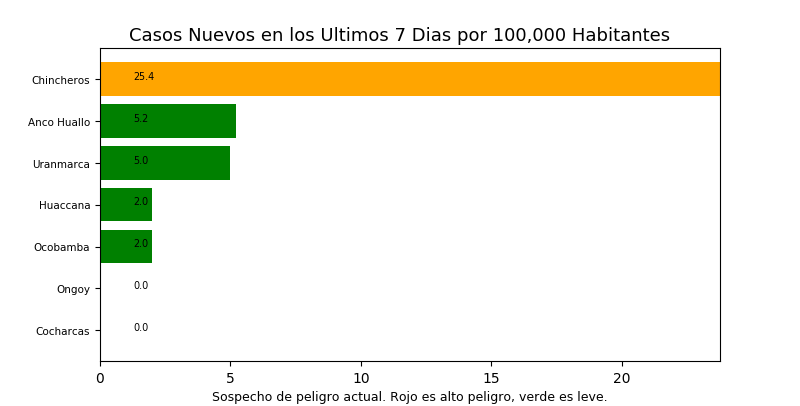 Casos Nuevos en los Ultimos 7 Dias por 100,000 Habitantes
Chincheros 25.4
Anco Huallo 5.2
Uranmarca 5.0
Huaccana 2.0
Ocobamba 2.0
Ongoy 0.0
Cocharcas 0.0
0 5 10 15 20
Sospecho de peligro actual. Rojo es alto peligro, verde es leve.